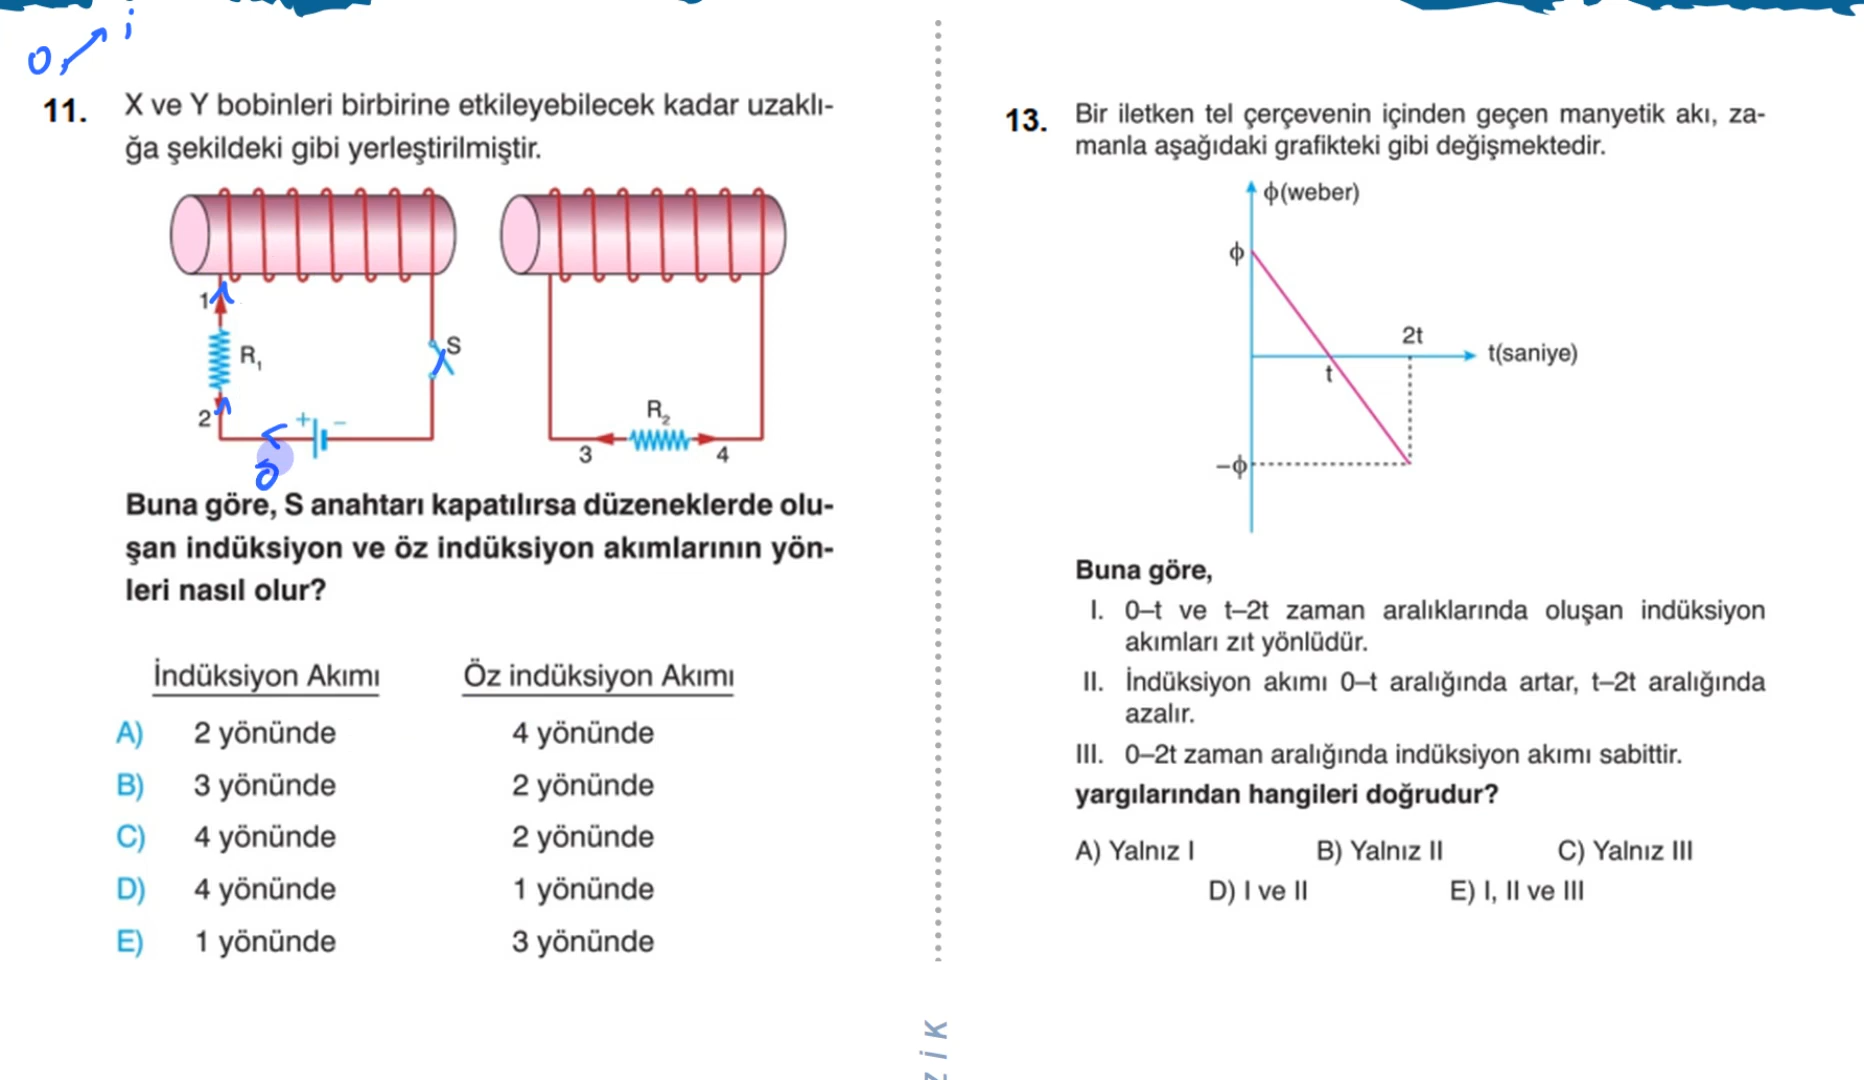 0 i
11. X ve Y bobinleri birbirine etkileyebilecek kadar uzaklı-
ğa şekildeki gibi yerleştirilmiştir.
1
R₁
2
+ −
S
R₂
3 4
Buna göre, S anahtarı kapatılırsa düzeneklerde olu-
şan indüksiyon ve öz indüksiyon akımlarının yön-
leri nasıl olur?
İndüksiyon Akımı Öz indüksiyon Akımı
A) 2 yönünde 4 yönünde
B) 3 yönünde 2 yönünde
C) 4 yönünde 2 yönünde
D) 4 yönünde 1 yönünde
E) 1 yönünde 3 yönünde
13. Bir iletken tel çerçevenin içinden geçen manyetik akı, za-
manla aşağıdaki grafikteki gibi değişmektedir.
ϕ(weber)
ϕ
2t
t(saniye)
t
−ϕ
Buna göre,
I. 0–t ve t–2t zaman aralıklarında oluşan indüksiyon
akımları zıt yönlüdür.
II. İndüksiyon akımı 0–t aralığında artar, t–2t aralığında
azalır.
III. 0–2t zaman aralığında indüksiyon akımı sabittir.
yargılarından hangileri doğrudur?
A) Yalnız I B) Yalnız II C) Yalnız III
D) I ve II E) I, II ve III
ZİK